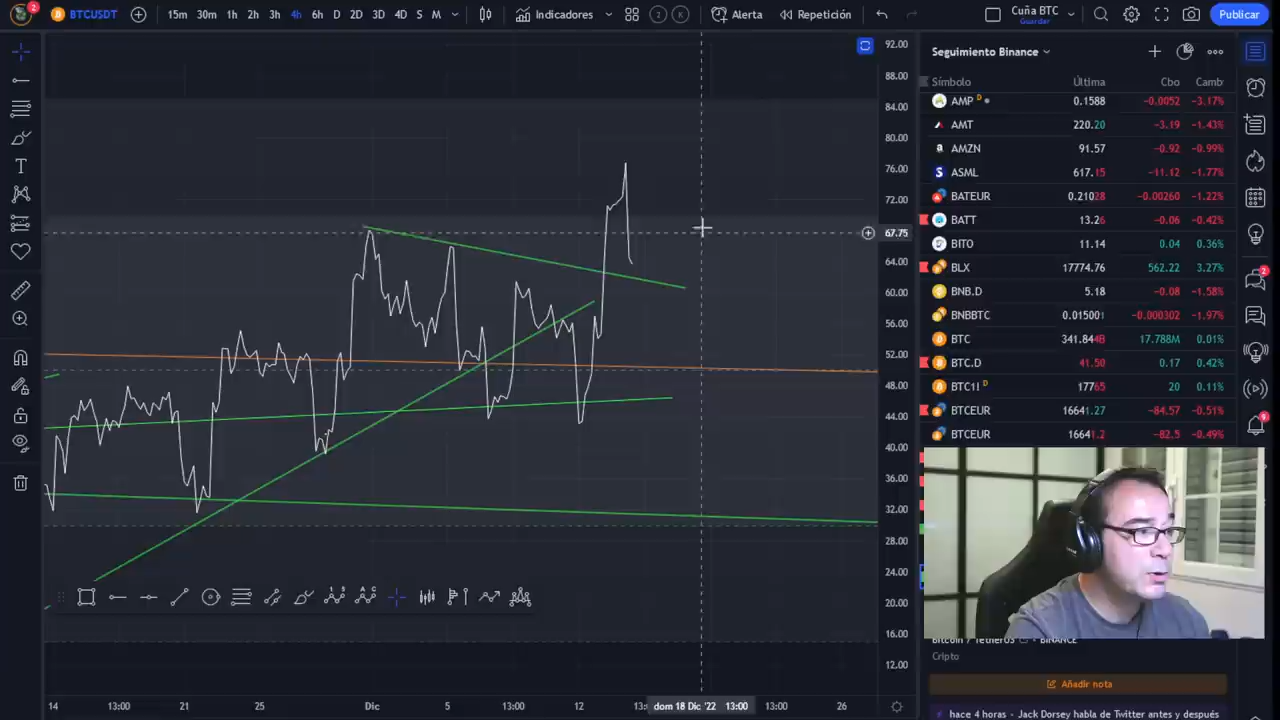 2
BTCUSDT
15m 30m 1h 2h 3h 4h 6h D 2D 3D 4D S M
Indicadores
Alerta
Repetición
Cuña BTC
Guardar
Publicar
Seguimiento Binance
Símbolo Última Cbo
AMP D 0.1588 -0.0052 -3.17%
AMT 220.20 -3.19 -1.43%
AMZN 91.57 -0.92 -0.99%
ASML 617.15 -11.12 -1.77%
BATEUR 0.21028 -0.00260 -1.22%
BATT 13.26 -0.06 -0.42%
BITO 11.14 0.04 0.36%
BLX 17774.76 562.22 3.27%
BNB.D 5.18 -0.08 -1.58%
BNBBTC 0.015001 -0.000302 -1.97%
BTC 341.844B 17.788M 0.01%
BTC.D 41.50 0.17 0.42%
BTC1! D 17765 20 0.11%
BTCEUR 16641.27 -84.57 -0.51%
BTCEUR 16641.2 -82.5 -0.49%
92.00
88.00
84.00
80.00
76.00
72.00
67.75
64.00
60.00
56.00
52.00
48.00
44.00
40.00
36.00
32.00
28.00
24.00
20.00
16.00
12.00
14 13:00 21 25 Dic 5 13:00 12 dom 18 Dic '22 13:00 13:00 26
2
9
Cripto
Añadir nota
hace 4 horas - Jack Dorsey habla de Twitter antes y después